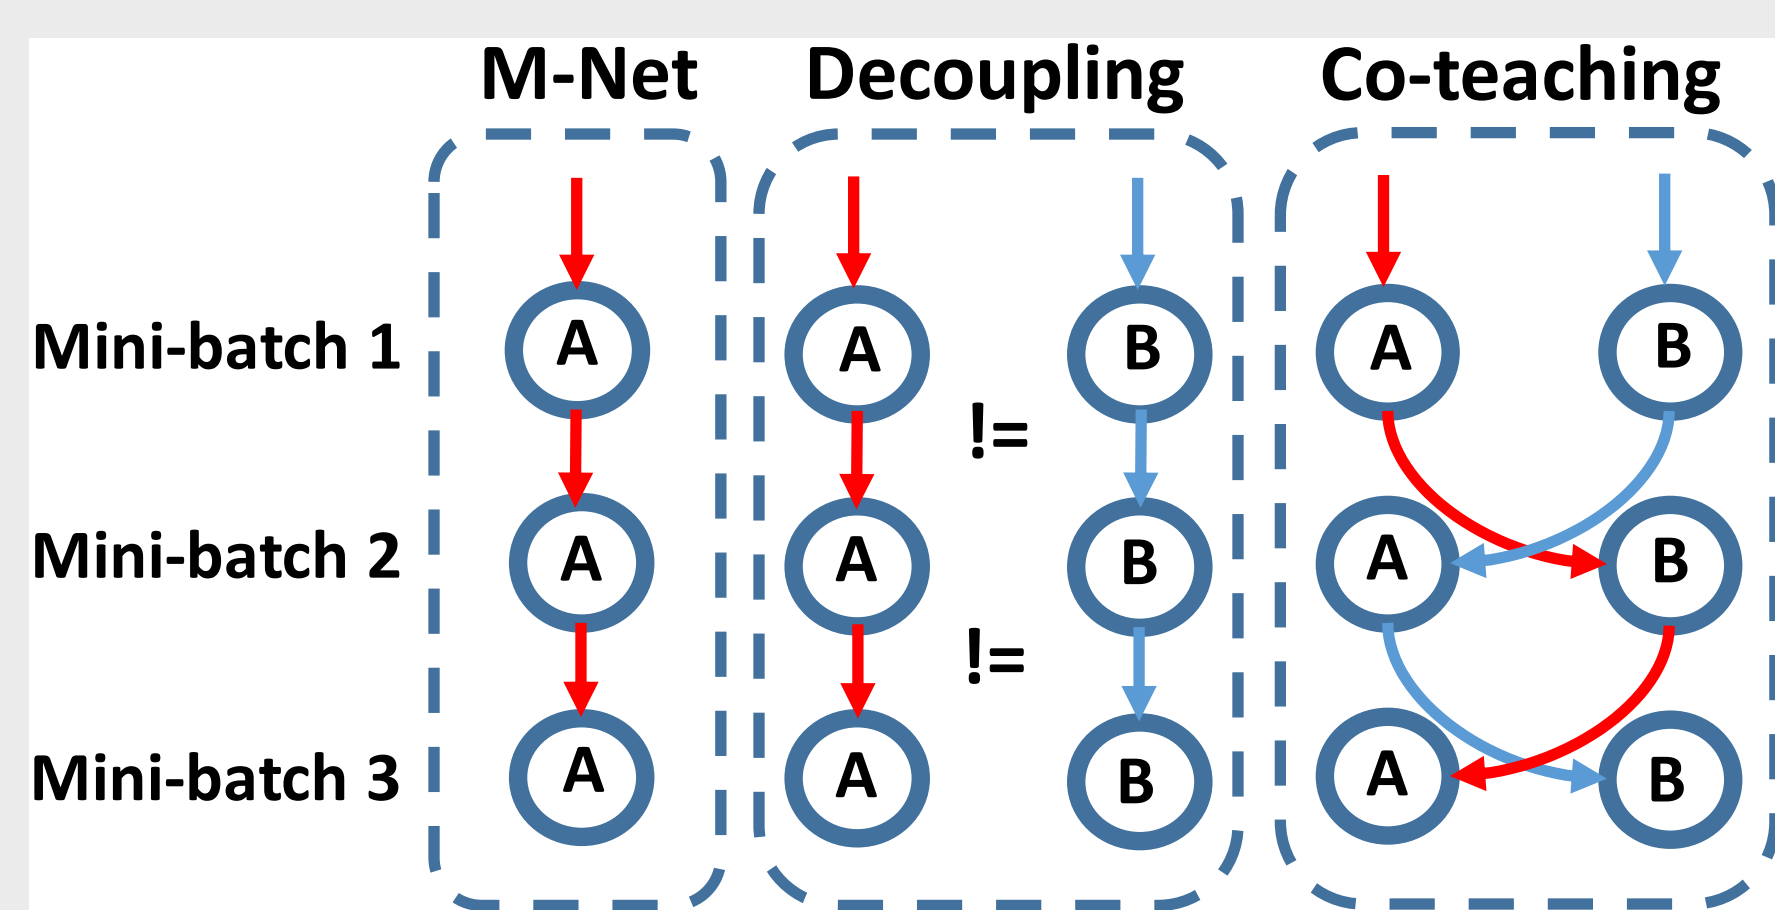 M-Net Decoupling Co-teaching
Mini-batch 1 A A B A B
!=
Mini-batch 2 A A B A B
!=
Mini-batch 3 A A B A B